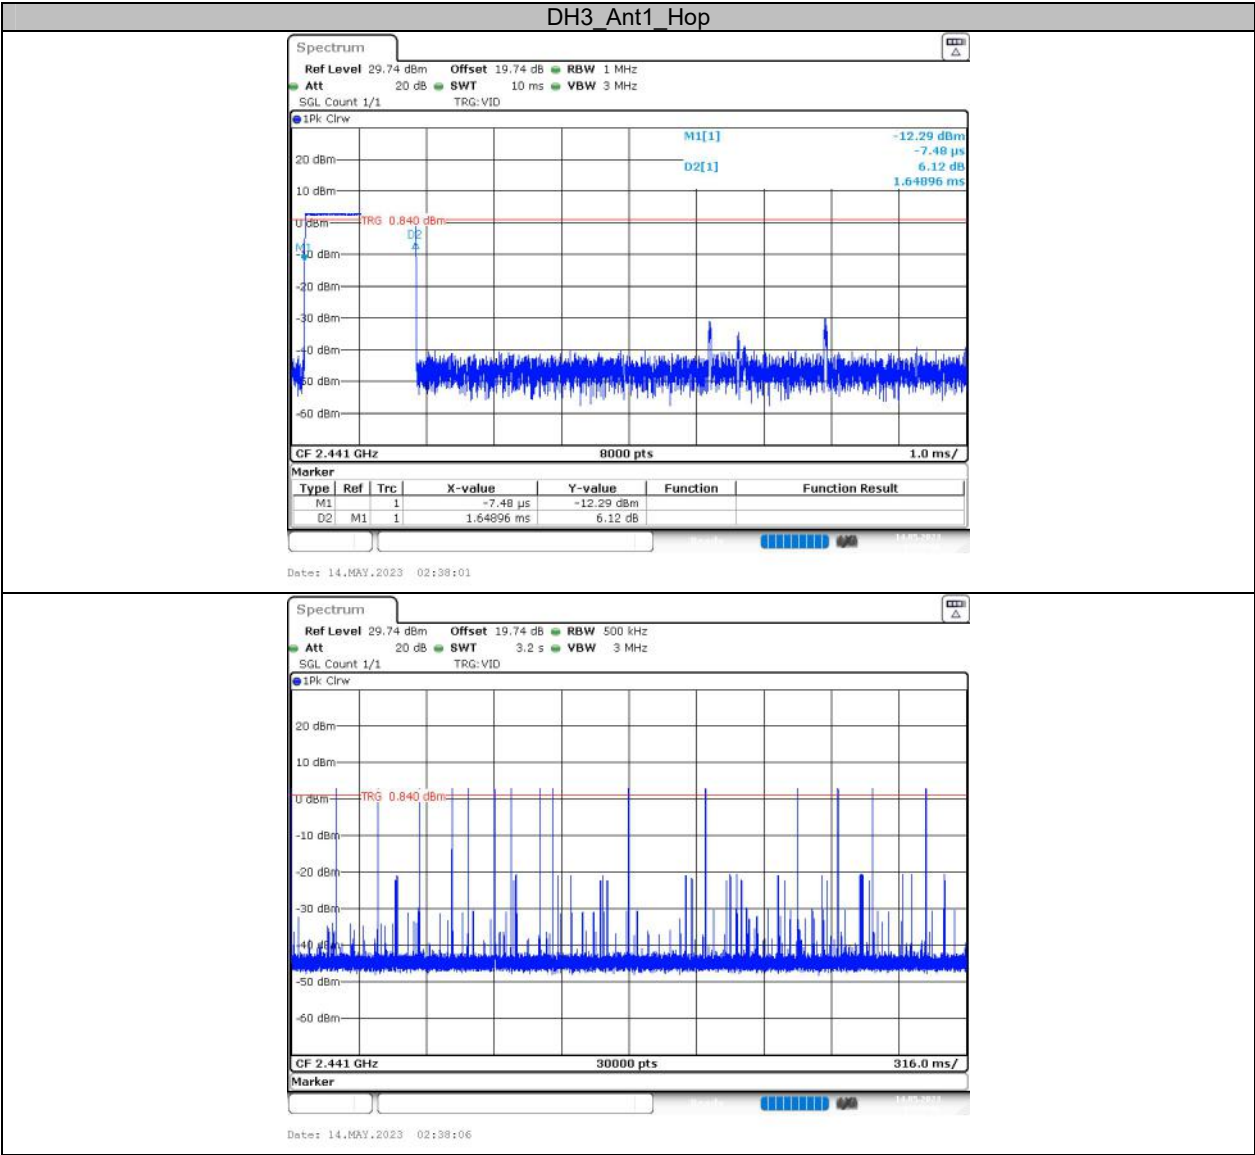 DH3_Ant1_Hop
Spectrum
Ref Level 29.74 dBm Offset 19.74 dB RBW 1 MHz
Att 20 dB SWT 10 ms VBW 3 MHz
SGL Count 1/1 TRG:VID
1Pk Clrw
M1[1] -12.29 dBm
-7.48 µs
D2[1] 6.12 dB
1.64896 ms
20 dBm
10 dBm
0 dBm
TRG 0.840 dBm
D2
M1
-10 dBm
-20 dBm
-30 dBm
-40 dBm
-50 dBm
-60 dBm
CF 2.441 GHz 8000 pts 1.0 ms/
Marker
Type Ref Trc X-value Y-value Function Function Result
M1 1 -7.48 µs -12.29 dBm
D2 M1 1 1.64896 ms 6.12 dB
Date: 14.MAY.2023 02:38:01
Spectrum
Ref Level 29.74 dBm Offset 19.74 dB RBW 500 kHz
Att 20 dB SWT 3.2 s VBW 3 MHz
SGL Count 1/1 TRG:VID
1Pk Clrw
20 dBm
10 dBm
0 dBm
TRG 0.840 dBm
-10 dBm
-20 dBm
-30 dBm
-40 dBm
-50 dBm
-60 dBm
CF 2.441 GHz 30000 pts 316.0 ms/
Marker
Date: 14.MAY.2023 02:38:06